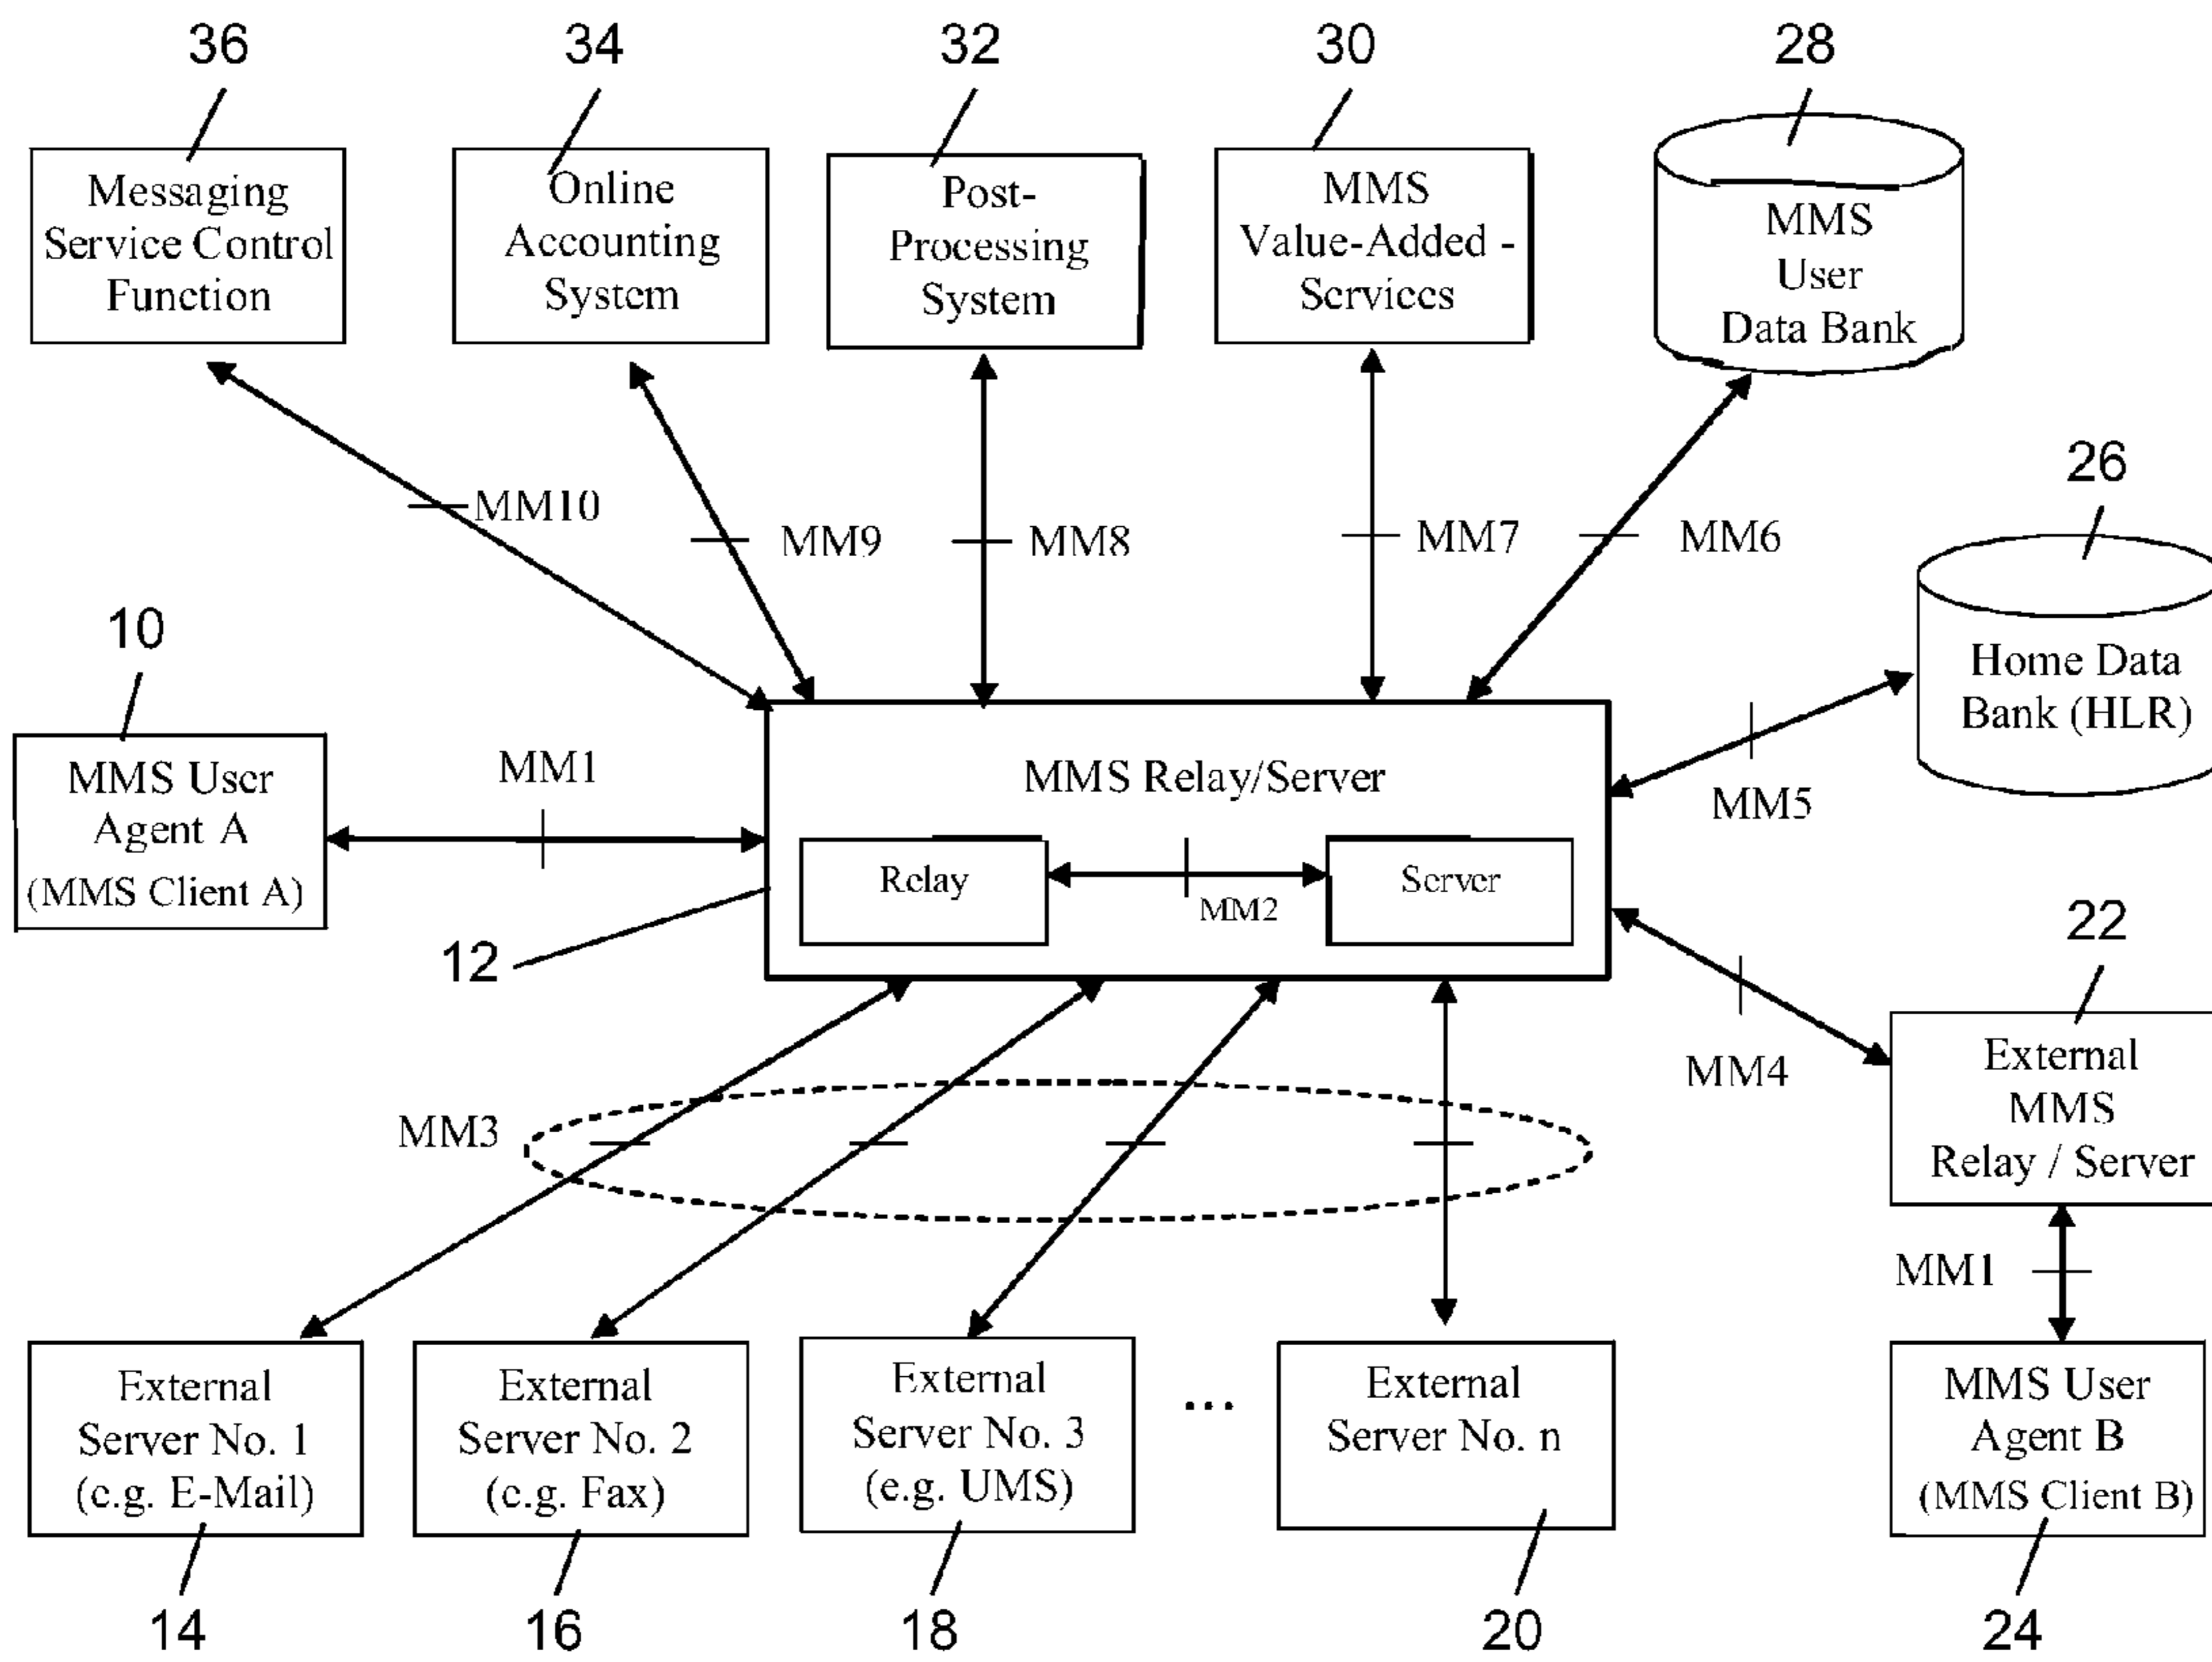 36
34
32
30
28
Messaging
Service Control
Function
Online
Accounting
System
Post-
Processing
System
MMS
Value-Added -
Services
MMS
User
Data Bank
26
MM10
MM9
MM8
MM7
MM6
10
Home Data
Bank (HLR)
MMS User
Agent A
(MMS Client A)
MM1
MMS Relay/Server
MM5
Relay
MM2
Server
12
22
External
MMS
Relay / Server
MM4
MM3
MM1
External
Server No. 1
(e.g. E-Mail)
External
Server No. 2
(e.g. Fax)
External
Server No. 3
(e.g. UMS)
...
External
Server No. n
MMS User
Agent B
(MMS Client B)
14
16
18
20
24